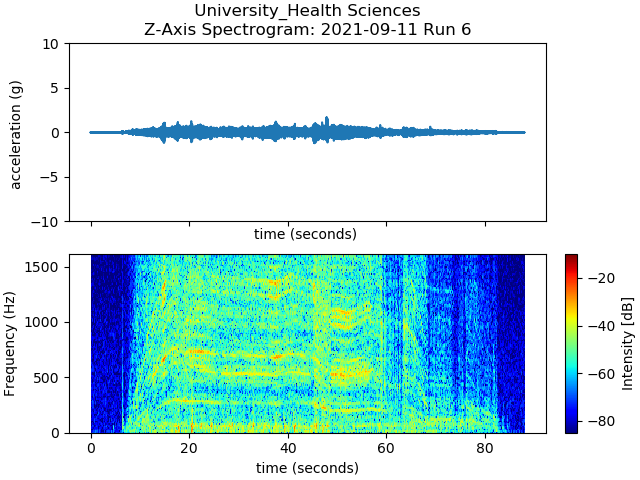 University_Health Sciences
Z-Axis Spectrogram: 2021-09-11 Run 6
10
5
0
−5
−10
acceleration (g)
time (seconds)
1500
1000
500
0
Frequency (Hz)
0
20
40
60
80
time (seconds)
−20
−40
−60
−80
Intensity [dB]